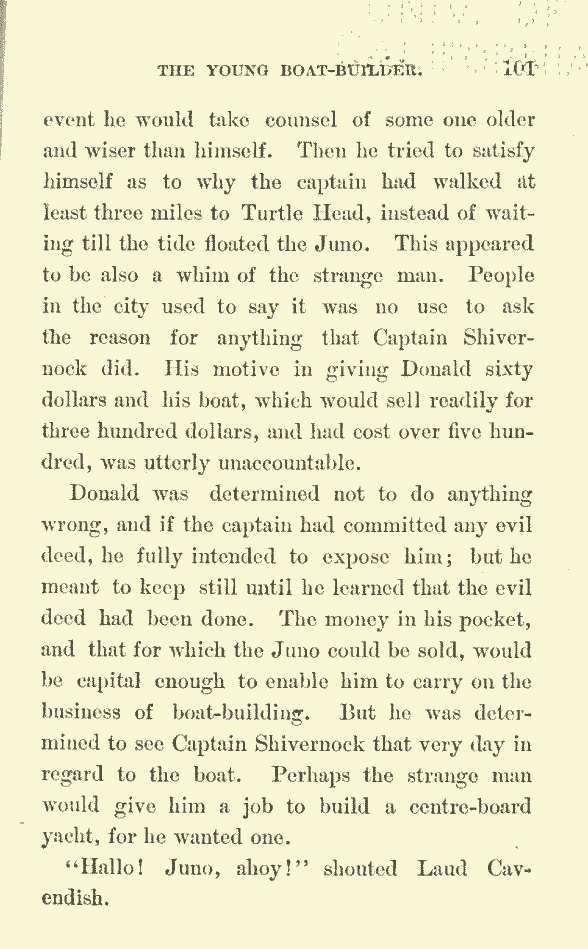 THE YOUNG BOAT-BUILDER. 101
event he would take counsel of some one older
and wiser than himself. Then he tried to satisfy
himself as to why the captain had walked at
least three miles to Turtle Head, instead of wait-
ing till the tide floated the Juno. This appeared
to be also a whim of the strange man. People
in the city used to say it was no use to ask
the reason for anything that Captain Shiver-
nock did. His motive in giving Donald sixty
dollars and his boat, which would sell readily for
three hundred dollars, and had cost over five hun-
dred, was utterly unaccountable.
Donald was determined not to do anything
wrong, and if the captain had committed any evil
deed, he fully intended to expose him; but he
meant to keep still until he learned that the evil
deed had been done. The money in his pocket,
and that for which the Juno could be sold, would
be capital enough to enable him to carry on the
business of boat-building. But he was deter-
mined to see Captain Shivernock that very day in
regard to the boat. Perhaps the strange man
would give him a job to build a centre-board
yacht, for he wanted one.
"Hallo! Juno, ahoy!" shouted Laud Cav-
endish.